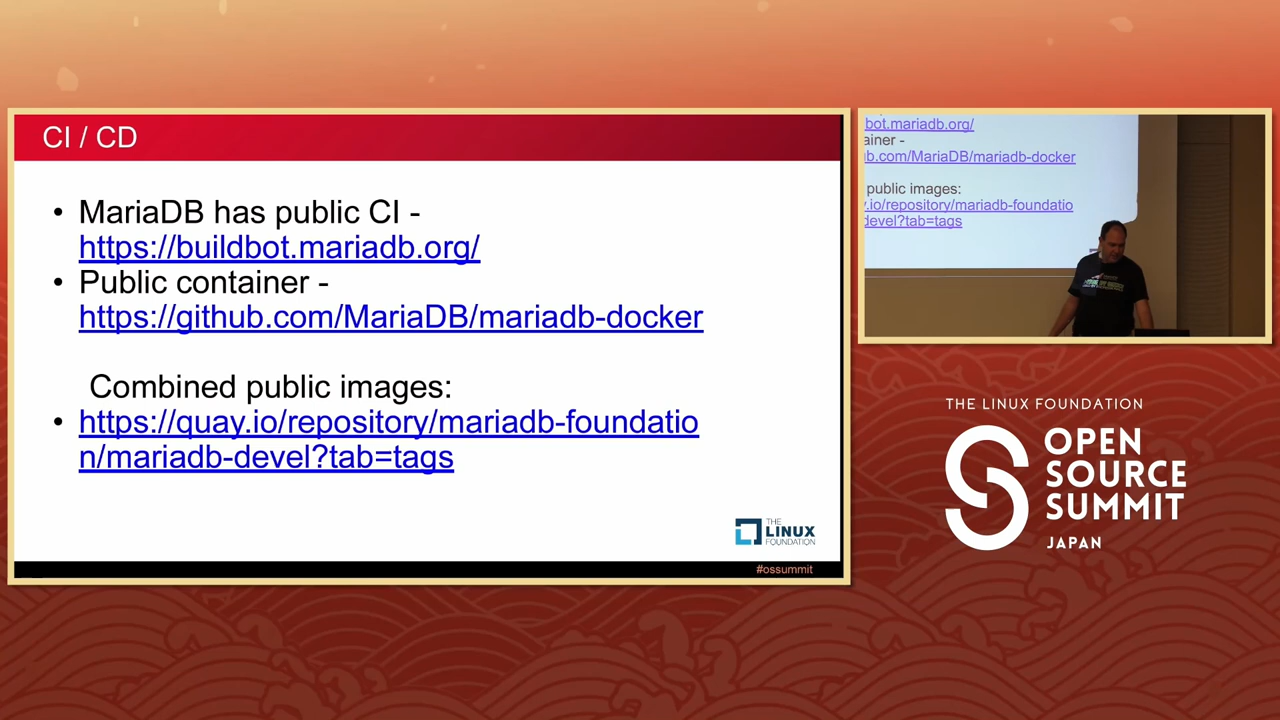 CI / CD
• MariaDB has public CI -
https://buildbot.mariadb.org/
• Public container -
https://github.com/MariaDB/mariadb-docker
Combined public images:
• https://quay.io/repository/mariadb-foundatio
n/mariadb-devel?tab=tags
THE
LINUX
FOUNDATION
#ossummit
bot.mariadb.org/
ainer -
b.com/MariaDB/mariadb-docker
public images:
.io/repository/mariadb-foundatio
devel?tab=tags
THE LINUX FOUNDATION
OPEN
SOURCE
SUMMIT
JAPAN